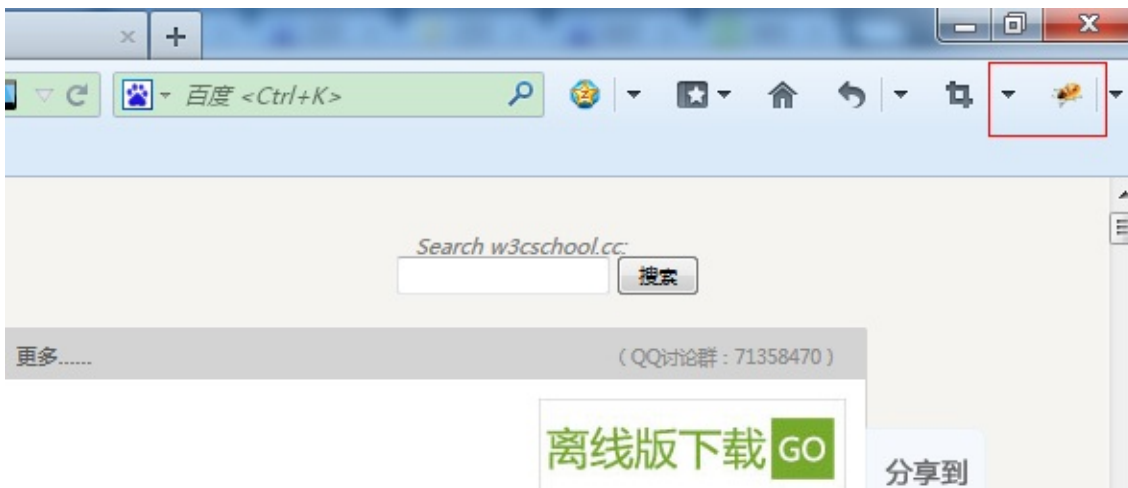 百度 <Ctrl+K>
Search w3cschool.cc:
搜索
更多...... （QQ讨论群：71358470）
离线版下载 GO
分享到